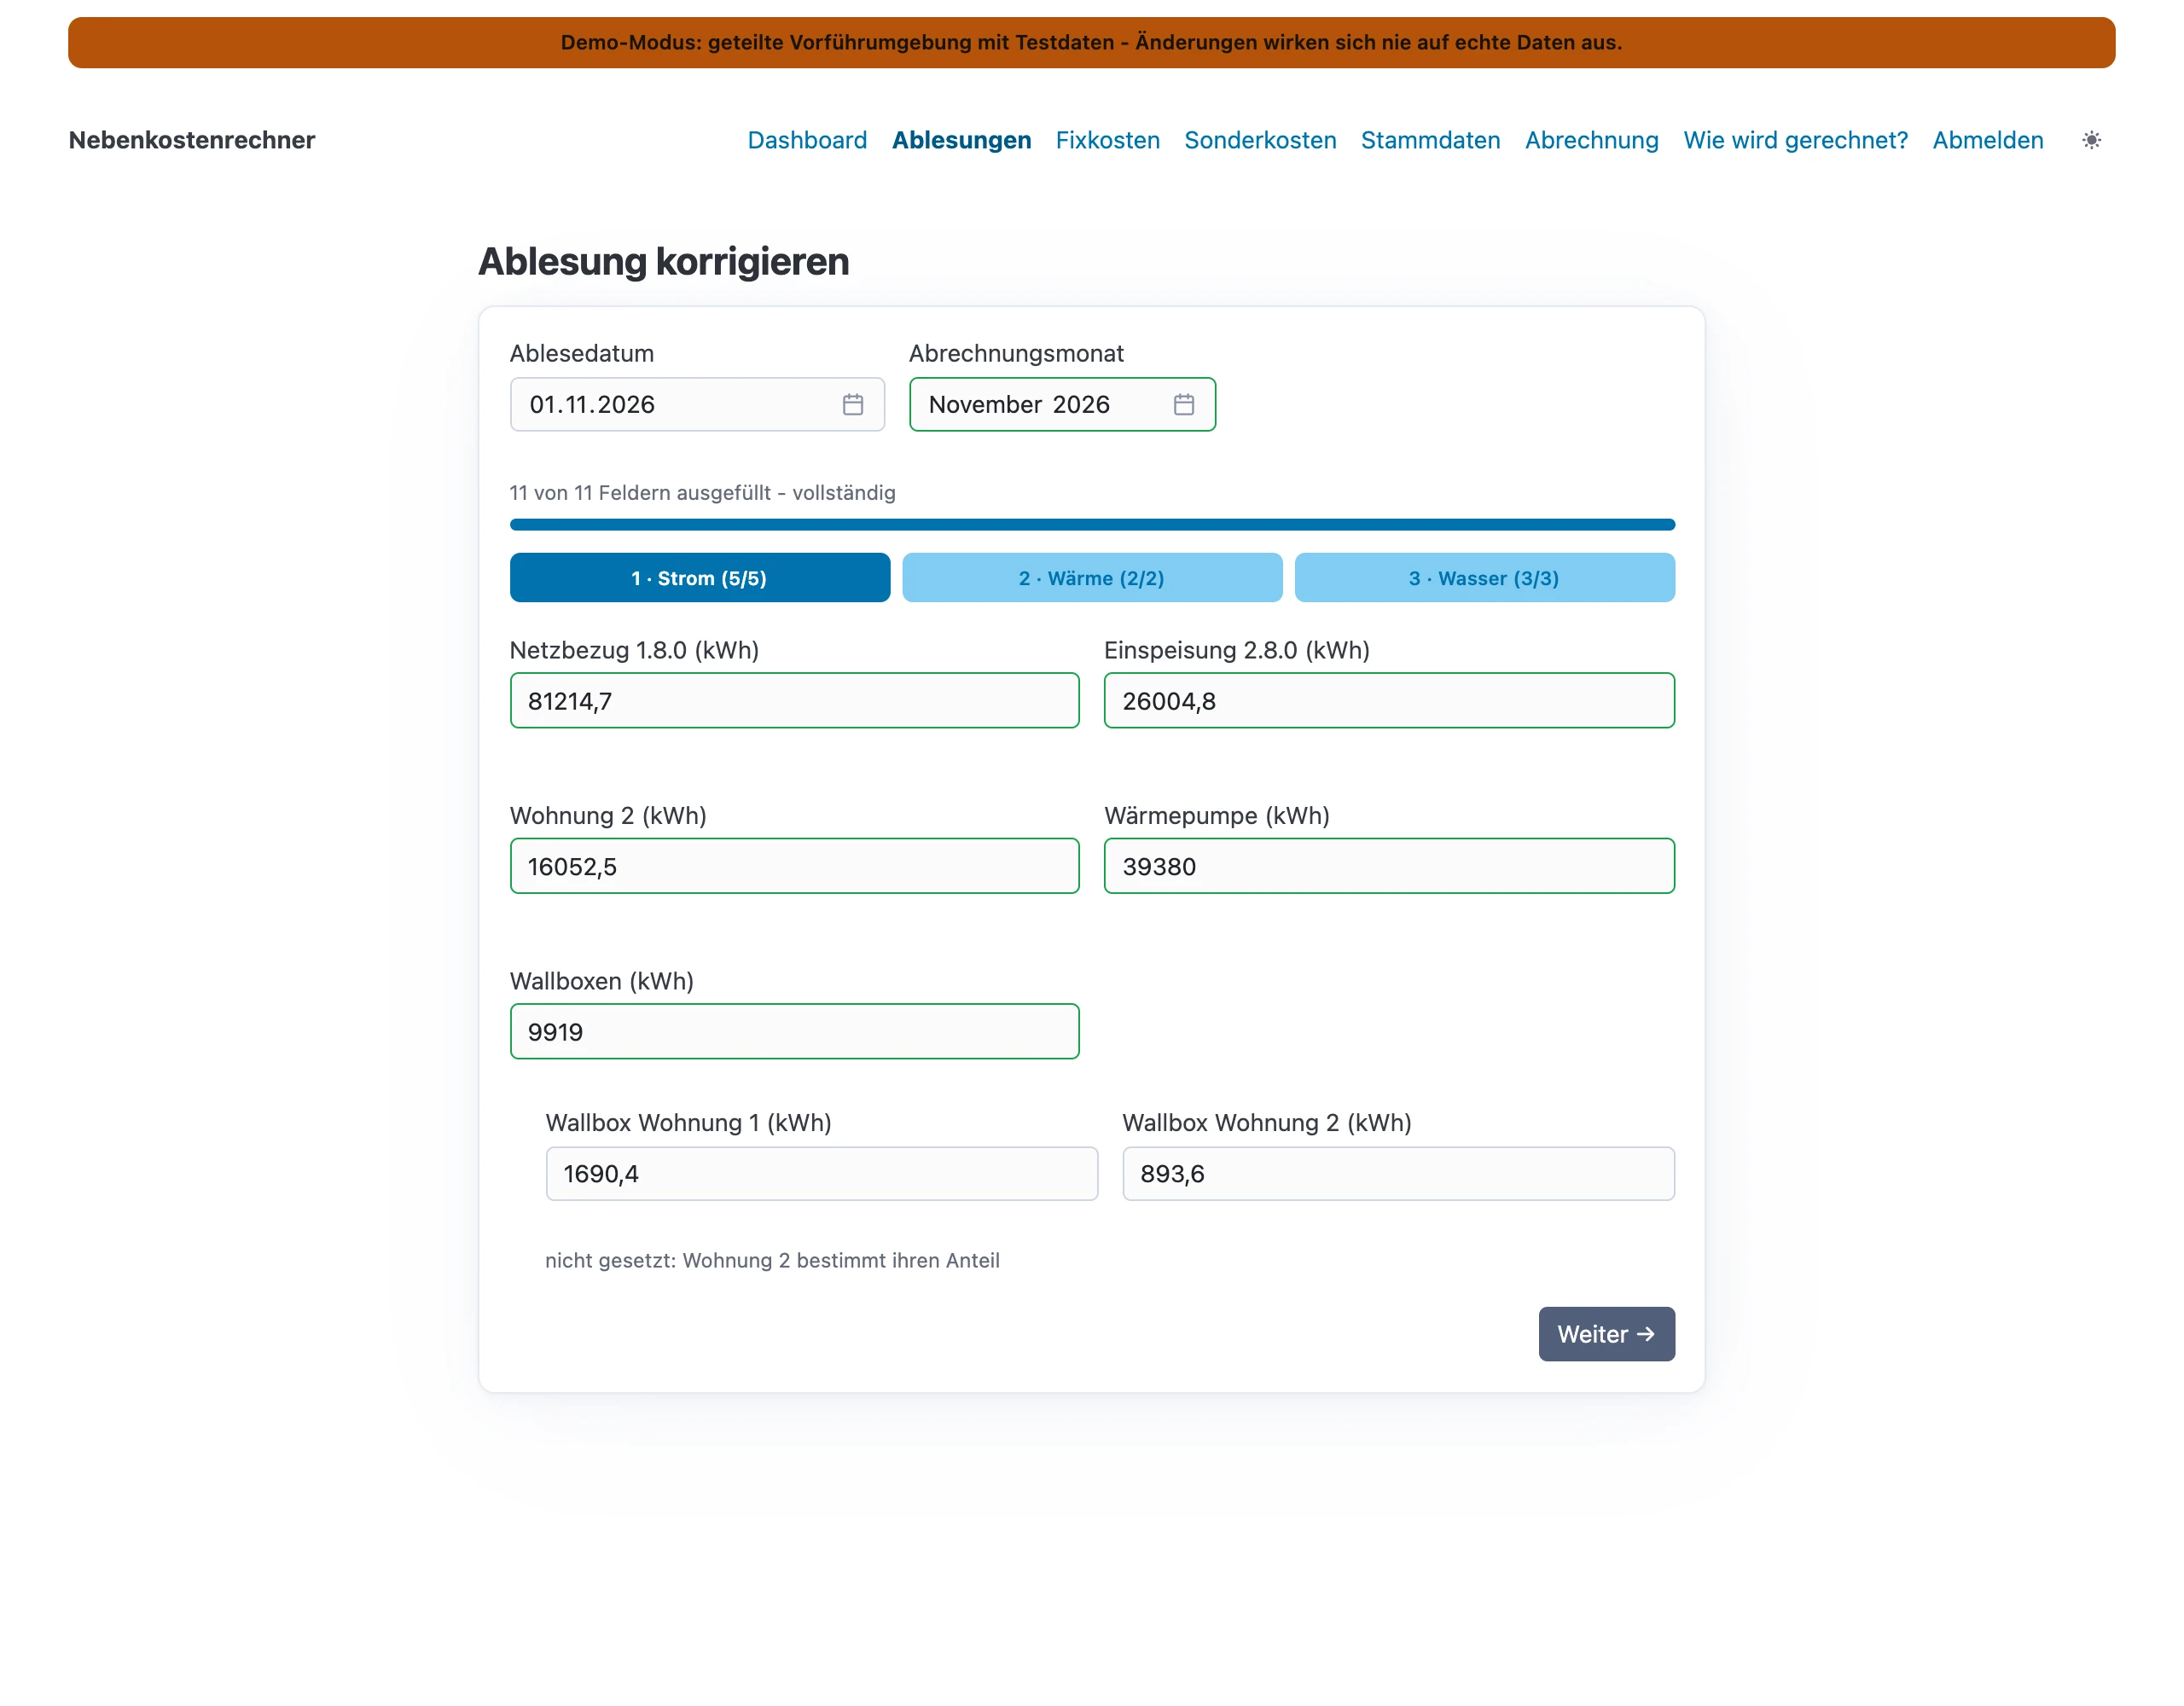 Demo-Modus: geteilte Vorführumgebung mit Testdaten - Änderungen wirken sich nie auf echte Daten aus.
Nebenkostenrechner
Dashboard Ablesungen Fixkosten Sonderkosten Stammdaten Abrechnung Wie wird gerechnet? Abmelden
Ablesung korrigieren
Ablesedatum Abrechnungsmonat
01.11.2026 November 2026
11 von 11 Feldern ausgefüllt - vollständig
1 · Strom (5/5) 2 · Wärme (2/2) 3 · Wasser (3/3)
Netzbezug 1.8.0 (kWh) Einspeisung 2.8.0 (kWh)
81214,7 26004,8
Wohnung 2 (kWh) Wärmepumpe (kWh)
16052,5 39380
Wallboxen (kWh)
9919
Wallbox Wohnung 1 (kWh) Wallbox Wohnung 2 (kWh)
1690,4 893,6
nicht gesetzt: Wohnung 2 bestimmt ihren Anteil
Weiter →